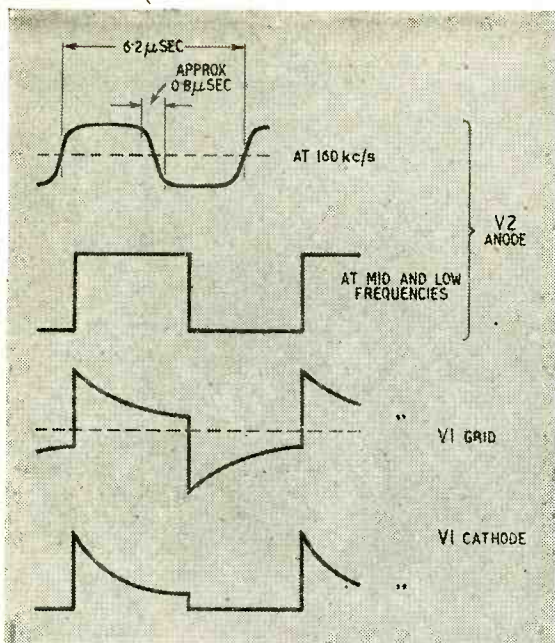 6·2μSEC
APPROX
0·8μSEC
AT 160 kc/s
V2
ANODE
AT MID AND LOW
FREQUENCIES
"
V1 GRID
V1 CATHODE
"